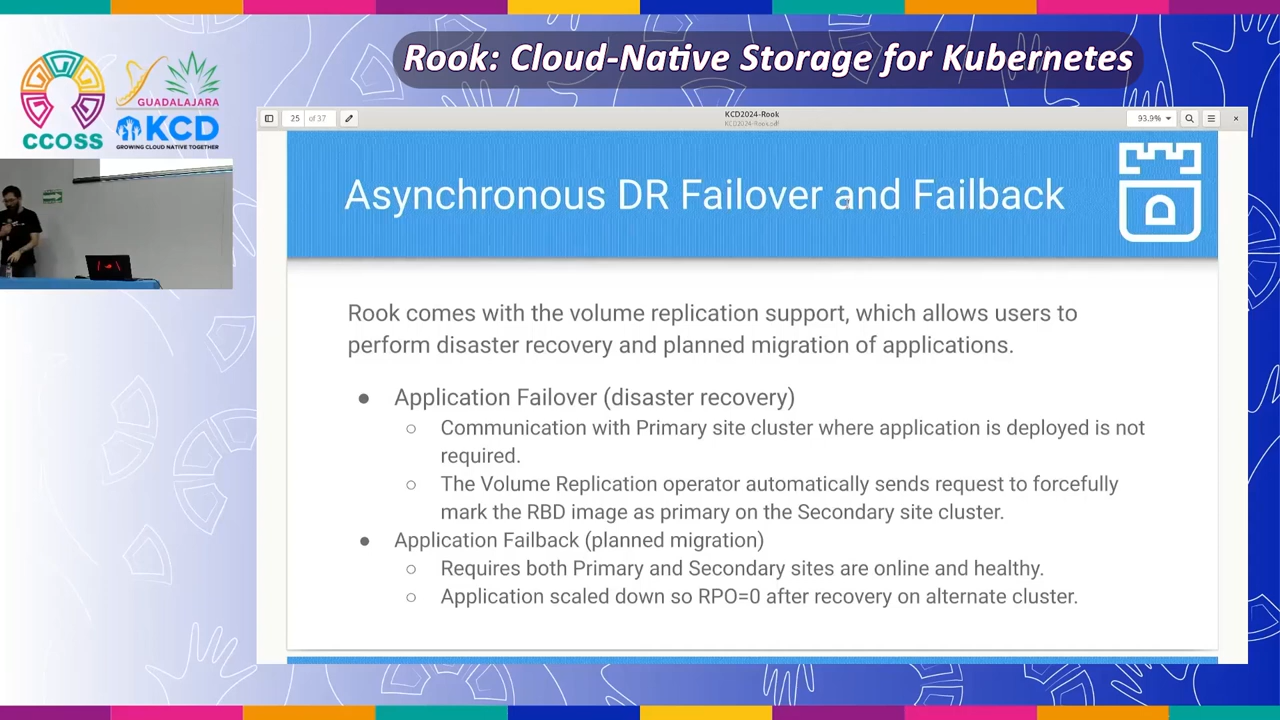 Rook: Cloud-Native Storage for Kubernetes
CCOSS
GUADALAJARA
KCD
GROWING CLOUD NATIVE TOGETHER
25 of 37
KCD2024-Rook
KCD2024-Rook.pdf
93.9%
Asynchronous DR Failover and Failback
Rook comes with the volume replication support, which allows users to
perform disaster recovery and planned migration of applications.
● Application Failover (disaster recovery)
○ Communication with Primary site cluster where application is deployed is not
required.
○ The Volume Replication operator automatically sends request to forcefully
mark the RBD image as primary on the Secondary site cluster.
● Application Failback (planned migration)
○ Requires both Primary and Secondary sites are online and healthy.
○ Application scaled down so RPO=0 after recovery on alternate cluster.